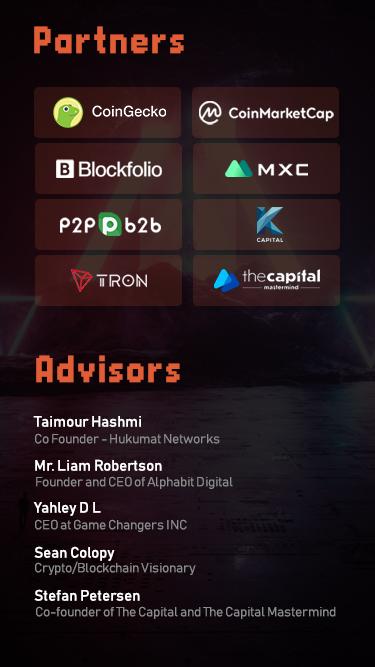 Partners
CoinGecko
CoinMarketCap
B Blockfolio
MXC
P2P p b2b
K CAPITAL
TRON
thecapital
mastermind
Advisors
Taimour Hashmi
Co Founder - Hukumat Networks
Mr. Liam Robertson
Founder and CEO of Alphabit Digital
Yahley D L
CEO at Game Changers INC
Sean Colopy
Crypto/Blockchain Visionary
Stefan Petersen
Co-founder of The Capital and The Capital Mastermind